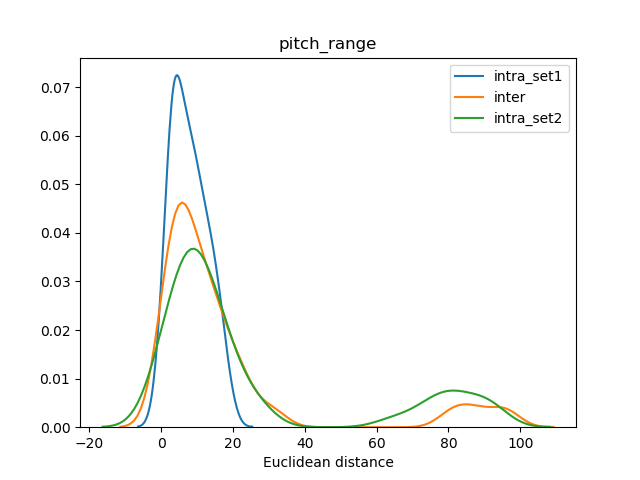 pitch_range
intra_set1
inter
intra_set2
0.07
0.06
0.05
0.04
0.03
0.02
0.01
0.00
−20 0 20 40 60 80 100
Euclidean distance